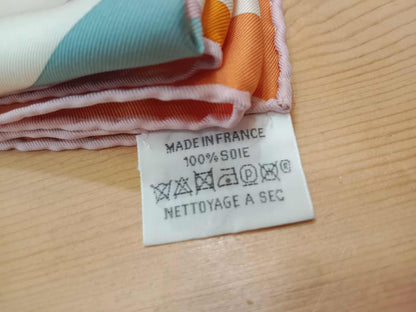 MADE IN FRANCE
100% SOIE
P
NETTOYAGE A SEC